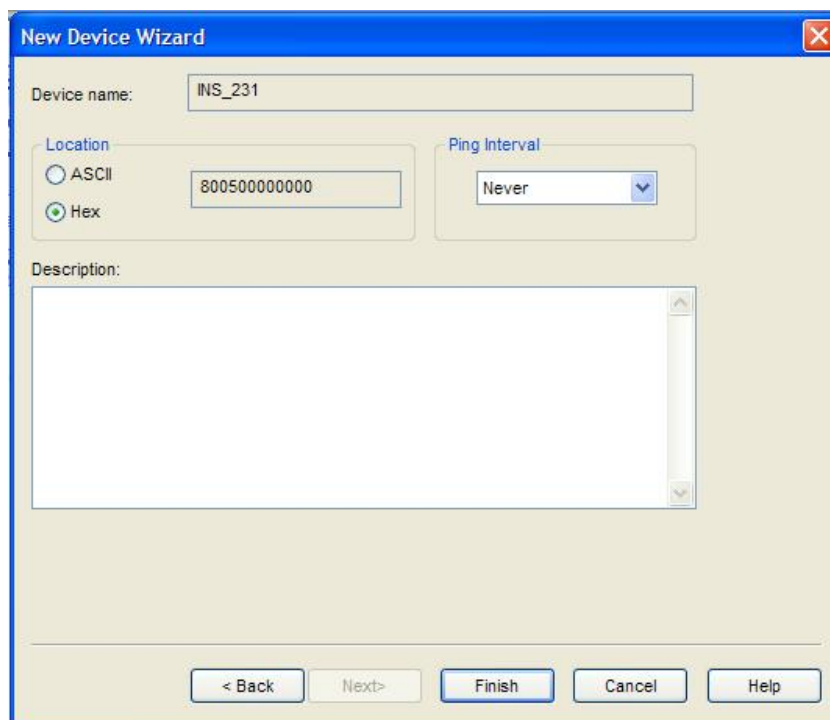 New Device Wizard
Device name: INS_231
Location
Ping Interval
ASCII
800500000000
Never
Hex
Description:
< Back Next> Finish Cancel Help